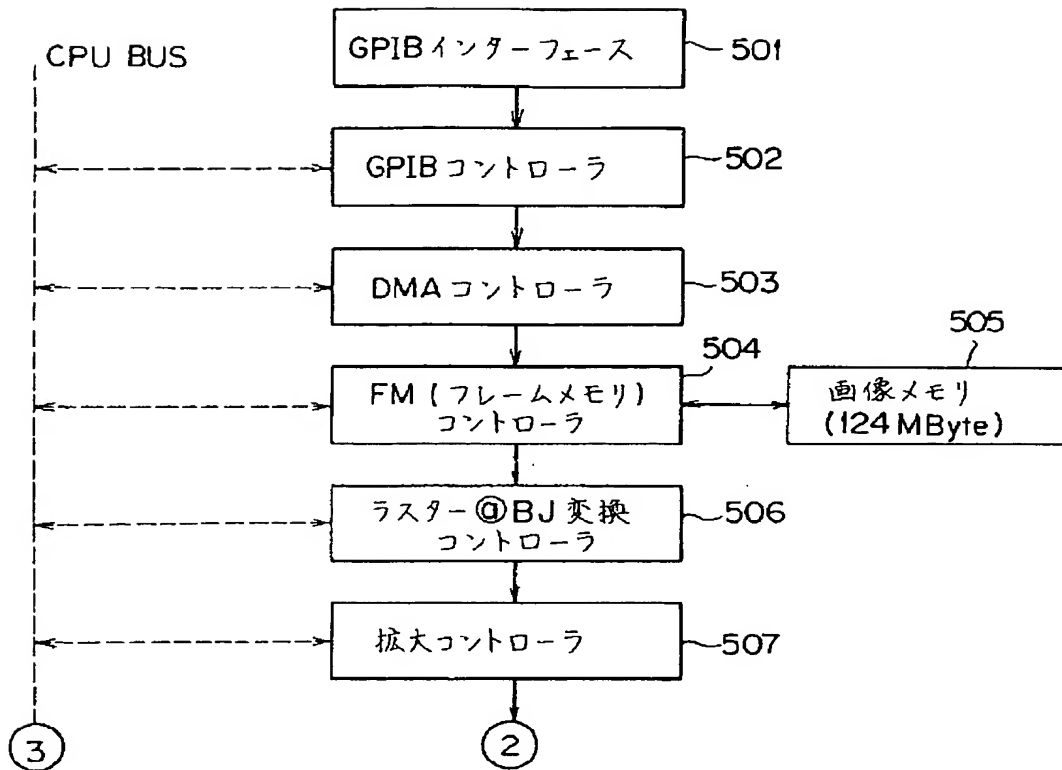 CPU BUS
GPIBインターフェース
501
GPIBコントローラ
502
DMAコントローラ
503
FM(フレームメモリ)
コントローラ
504
505
画像メモリ
(124MByte)
ラスター@BJ変換
コントローラ
506
拡大コントローラ
507
3
2